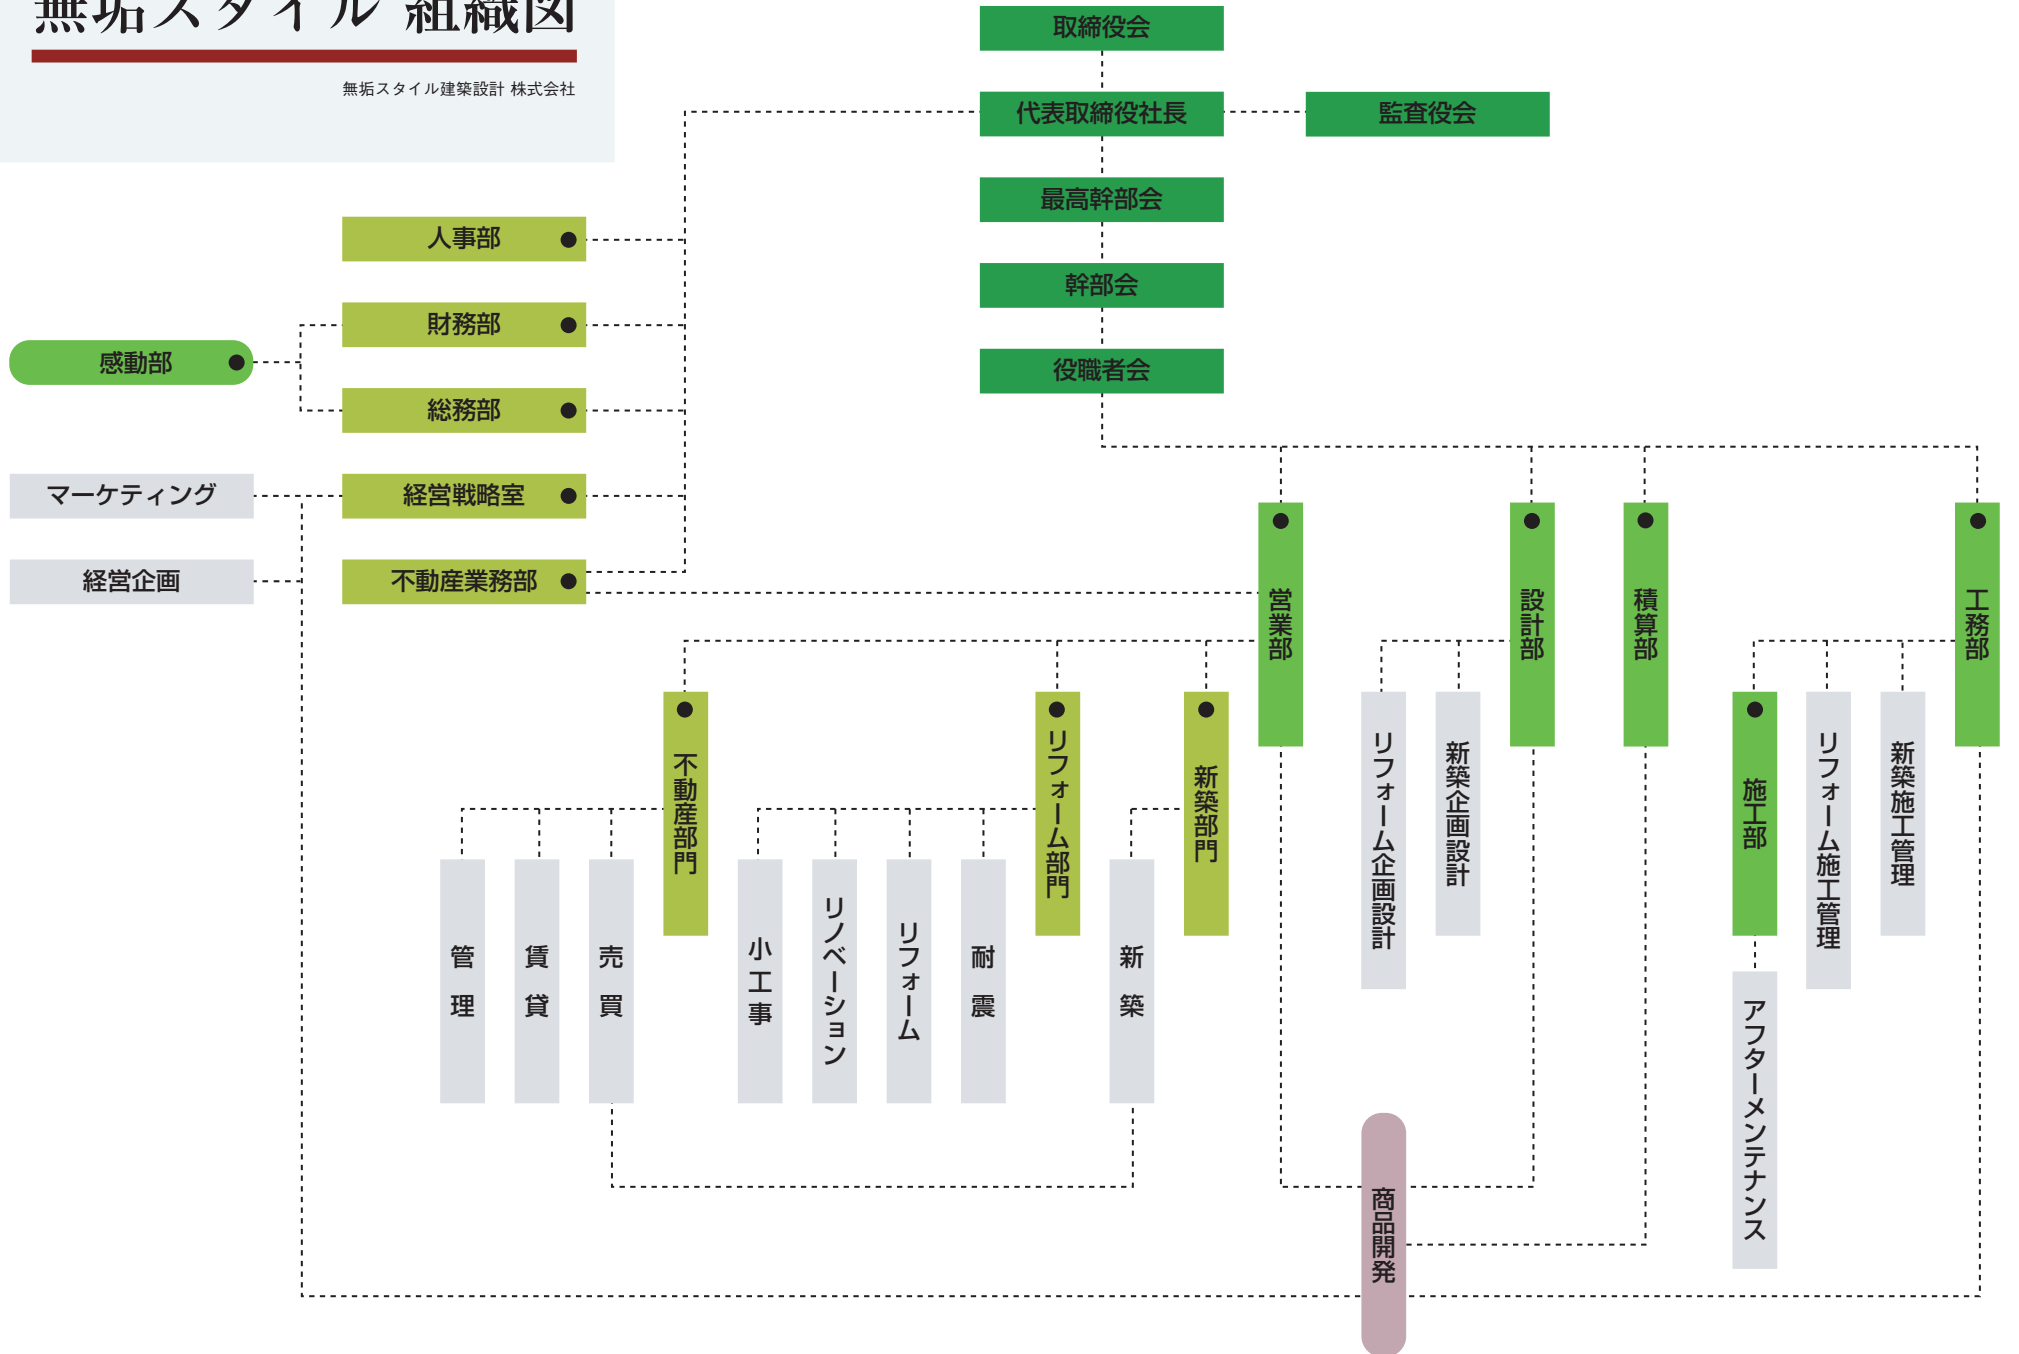 無垢スタイル 組織図
無垢スタイル建築設計 株式会社
取締役会
代表取締役社長
監査役会
最高幹部会
幹部会
役職者会
人事部
財務部
感動部
総務部
マーケティング
経営戦略室
経営企画
不動産業務部
営業部
設計部
積算部
工務部
不動産部門
リフォーム部門
新築部門
リフォーム企画設計
新築企画設計
施工部
リフォーム施工管理
新築施工管理
管理
賃貸
売買
小工事
リノベーション
リフォーム
耐震
新築
アフターメンテナンス
商品開発